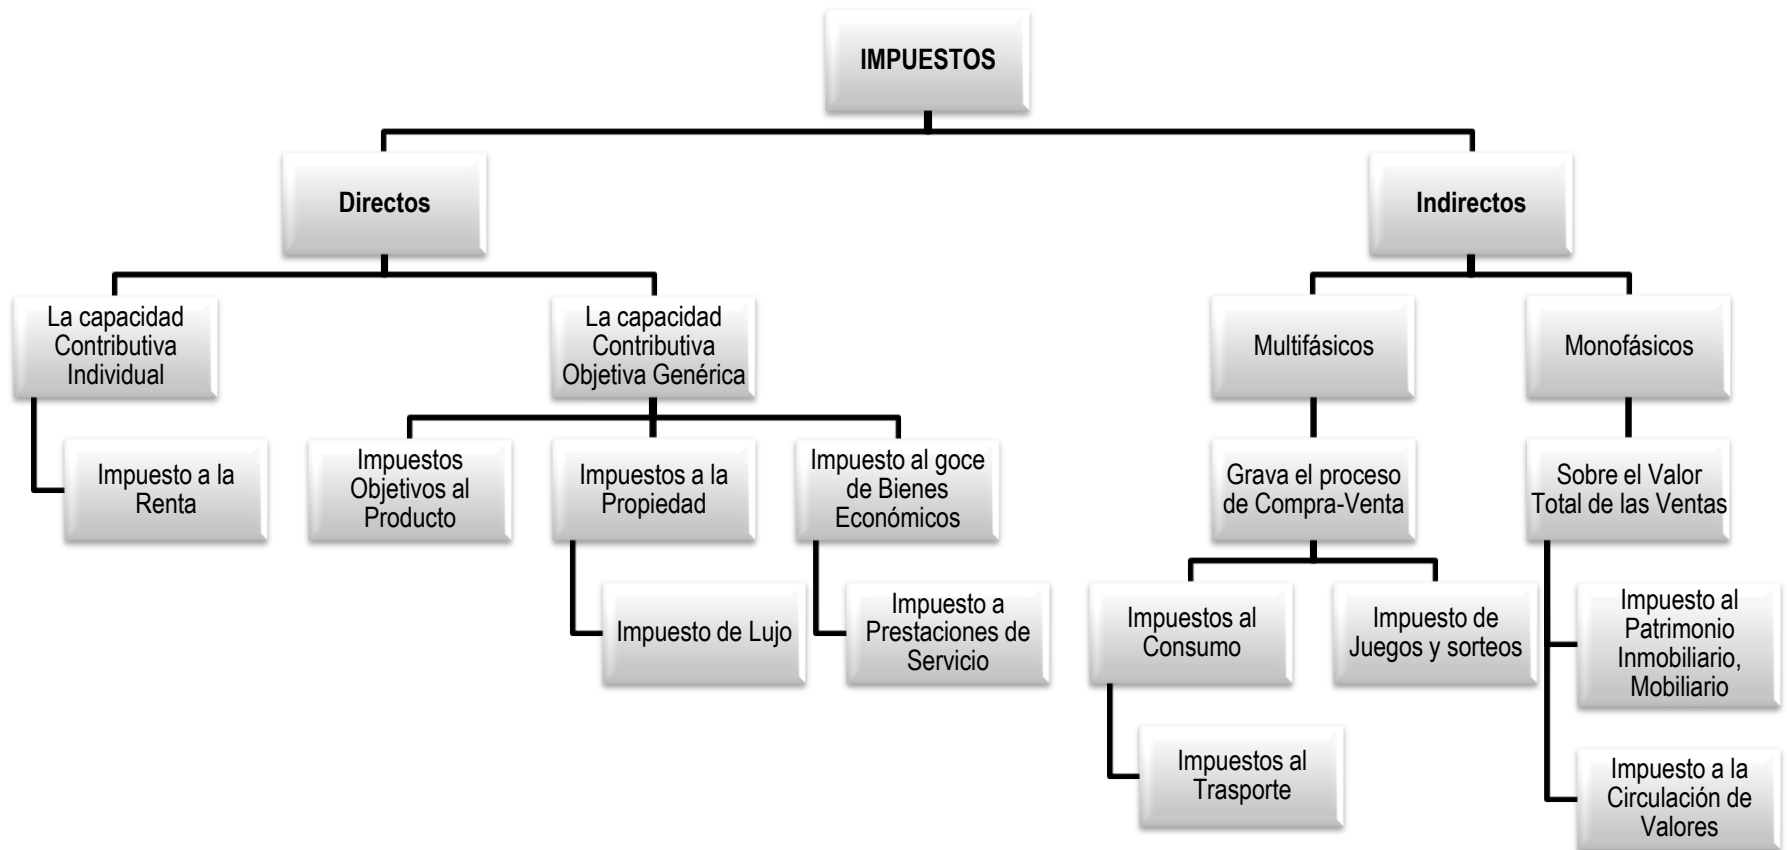 IMPUESTOS
Directos
Indirectos
La capacidad
Contributiva
Individual
La capacidad
Contributiva
Objetiva Genérica
Multifásicos
Monofásicos
Impuesto a la
Renta
Impuestos
Objetivos al
Producto
Impuestos a la
Propiedad
Impuesto al goce
de Bienes
Económicos
Grava el proceso
de Compra-Venta
Sobre el Valor
Total de las Ventas
Impuesto de Lujo
Impuesto a
Prestaciones de
Servicio
Impuestos al
Consumo
Impuesto de
Juegos y sorteos
Impuesto al
Patrimonio
Inmobiliario,
Mobiliario
Impuestos al
Trasporte
Impuesto a la
Circulación de
Valores